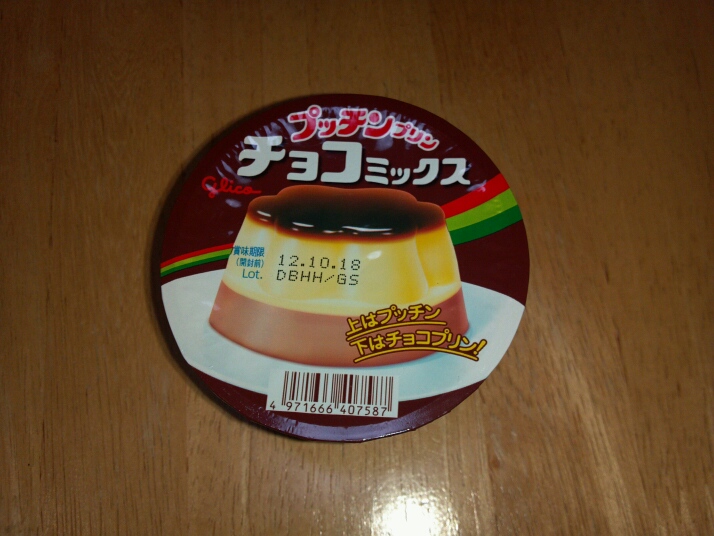 プッチンプリン
チョコミックス
Glico
賞味期限 12.10.18
(開封前)
Lot. DBHH/GS
上はプッチン
下はチョコプリン!
4 971666 407587